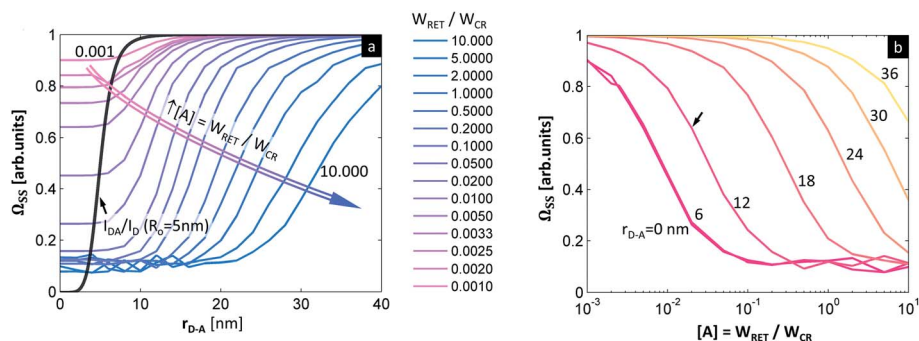 a
Ω_SS [arb.units]
1
0.8
0.6
0.4
0.2
0
0.001
↑[A] = W_RET / W_CR
10.000
I_DA/I_D (R_o=5nm)
0 10 20 30 40
r_D-A [nm]
W_RET / W_CR
10.000
5.0000
2.0000
1.0000
0.5000
0.2000
0.1000
0.0500
0.0200
0.0100
0.0050
0.0033
0.0025
0.0020
0.0010
b
Ω_SS [arb.units]
1
0.8
0.6
0.4
0.2
0
36
30
24
18
12
6
r_D-A=0 nm
10^-3 10^-2 10^-1 10^0 10^1
[A] = W_RET / W_CR